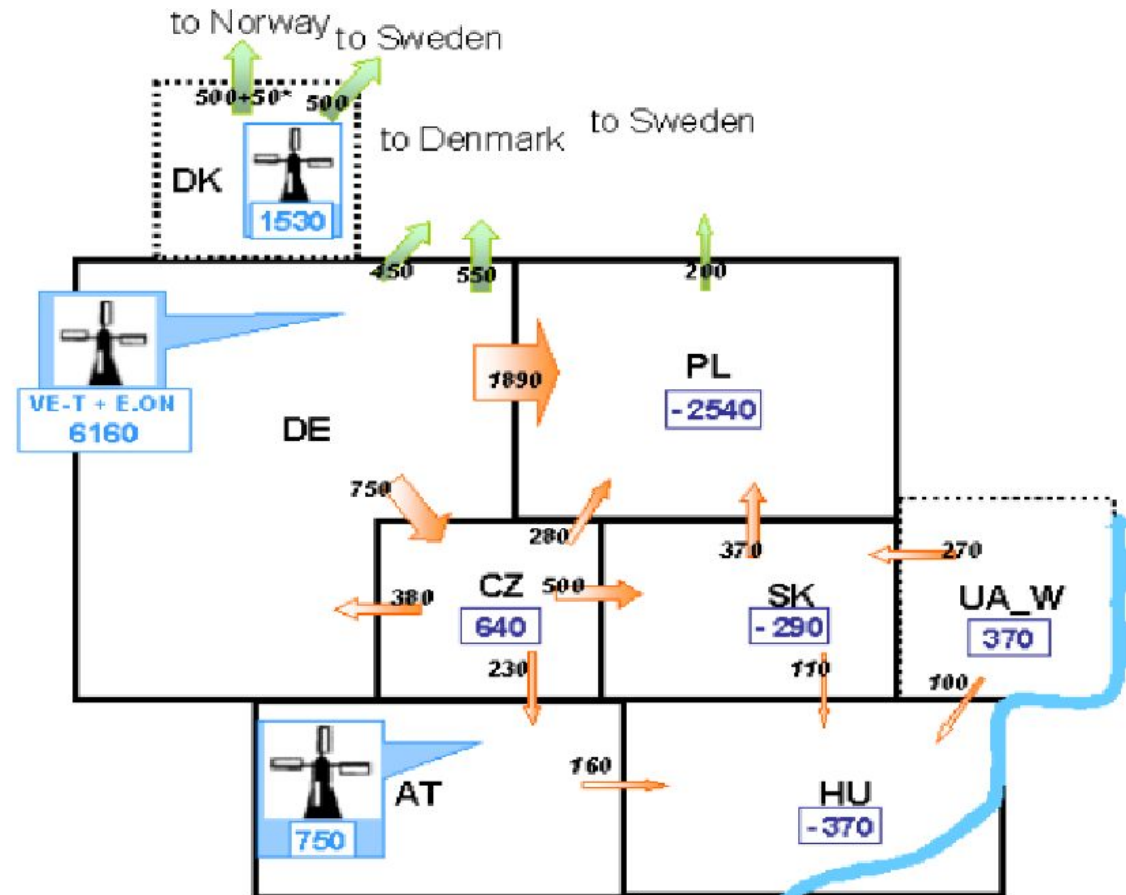 to Norway
to Sweden
500+50*
500
to Denmark
to Sweden
DK
1530
450
550
200
VE-T + E.ON
6160
DE
1890
PL
- 2540
750
280
370
270
380
CZ
640
500
SK
- 290
UA_W
370
230
110
100
AT
750
160
HU
- 370